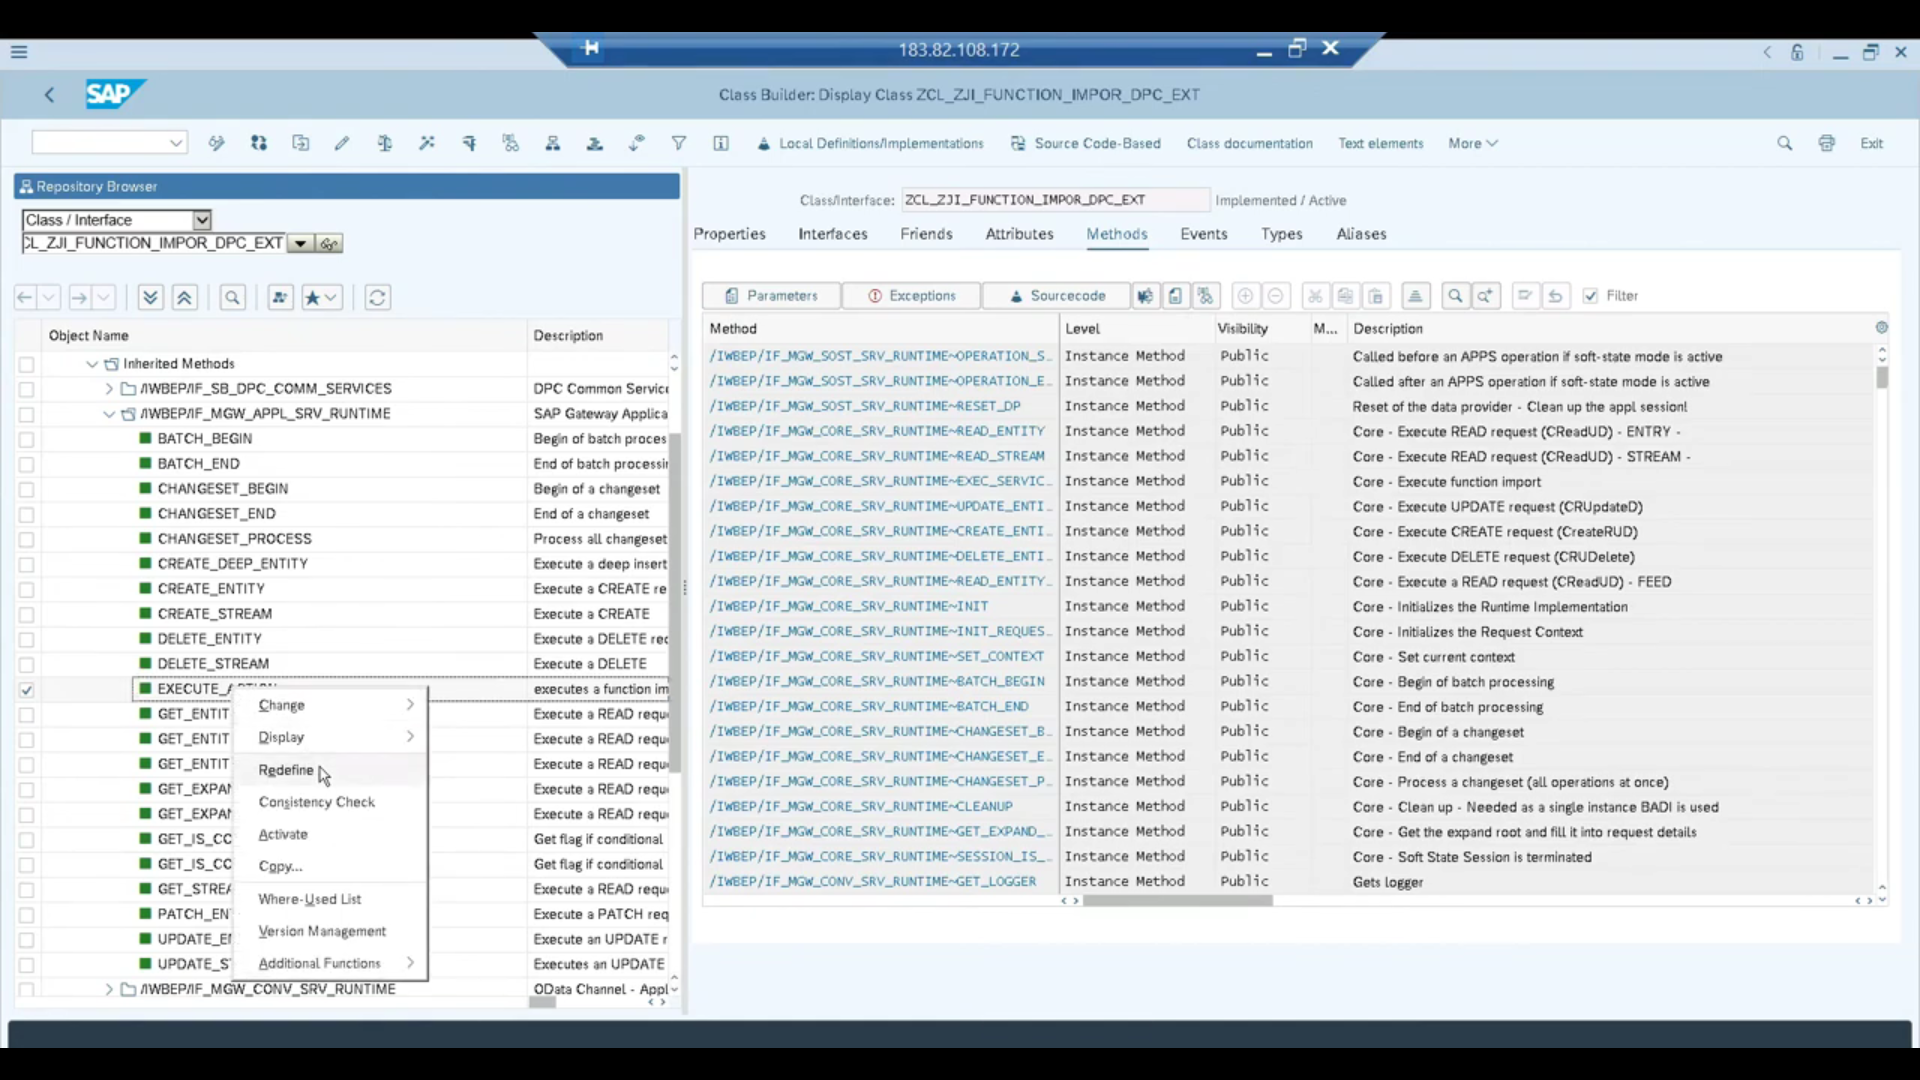 183.82.108.172
SAP
Class Builder: Display Class ZCL_ZJI_FUNCTION_IMPOR_DPC_EXT
Local Definitions/Implementations Source Code-Based Class documentation Text elements More Exit
Repository Browser
Class / Interface
CL_ZJI_FUNCTION_IMPOR_DPC_EXT
Object Name Description
Inherited Methods
/IWBEP/IF_SB_DPC_COMM_SERVICES DPC Common Service
/IWBEP/IF_MGW_APPL_SRV_RUNTIME SAP Gateway Applica
BATCH_BEGIN Begin of batch proces
BATCH_END End of batch processi
CHANGESET_BEGIN Begin of a changeset
CHANGESET_END End of a changeset
CHANGESET_PROCESS Process all changeset
CREATE_DEEP_ENTITY Execute a deep insert
CREATE_ENTITY Execute a CREATE re
CREATE_STREAM Execute a CREATE
DELETE_ENTITY Execute a DELETE rec
DELETE_STREAM Execute a DELETE
EXECUTE_ACTION executes a function im
GET_ENTIT Execute a READ requ
GET_ENTIT Execute a READ requ
GET_ENTIT Execute a READ requ
GET_EXPAN Execute a READ requ
GET_EXPAN Execute a READ requ
GET_IS_CO Get flag if conditional
GET_IS_CO Get flag if conditional
GET_STREA Execute a READ requ
PATCH_EN Execute a PATCH req
UPDATE_E Execute an UPDATE r
UPDATE_S Executes an UPDATE
/IWBEP/IF_MGW_CONV_SRV_RUNTIME OData Channel - Appl
Change
Display
Redefine
Consistency Check
Activate
Copy...
Where-Used List
Version Management
Additional Functions
Class/Interface: ZCL_ZJI_FUNCTION_IMPOR_DPC_EXT Implemented / Active
Properties Interfaces Friends Attributes Methods Events Types Aliases
Parameters Exceptions Sourcecode Filter
Method Level Visibility M... Description
/IWBEP/IF_MGW_SOST_SRV_RUNTIME~OPERATION_S... Instance Method Public Called before an APPS operation if soft-state mode is active
/IWBEP/IF_MGW_SOST_SRV_RUNTIME~OPERATION_E... Instance Method Public Called after an APPS operation if soft-state mode is active
/IWBEP/IF_MGW_SOST_SRV_RUNTIME~RESET_DP Instance Method Public Reset of the data provider - Clean up the appl session!
/IWBEP/IF_MGW_CORE_SRV_RUNTIME~READ_ENTITY Instance Method Public Core - Execute READ request (CReadUD) - ENTRY -
/IWBEP/IF_MGW_CORE_SRV_RUNTIME~READ_STREAM Instance Method Public Core - Execute READ request (CReadUD) - STREAM -
/IWBEP/IF_MGW_CORE_SRV_RUNTIME~EXEC_SERVIC... Instance Method Public Core - Execute function import
/IWBEP/IF_MGW_CORE_SRV_RUNTIME~UPDATE_ENTI... Instance Method Public Core - Execute UPDATE request (CRUpdateD)
/IWBEP/IF_MGW_CORE_SRV_RUNTIME~CREATE_ENTI... Instance Method Public Core - Execute CREATE request (CreateRUD)
/IWBEP/IF_MGW_CORE_SRV_RUNTIME~DELETE_ENTI... Instance Method Public Core - Execute DELETE request (CRUDelete)
/IWBEP/IF_MGW_CORE_SRV_RUNTIME~READ_ENTITY... Instance Method Public Core - Execute a READ request (CReadUD) - FEED
/IWBEP/IF_MGW_CORE_SRV_RUNTIME~INIT Instance Method Public Core - Initializes the Runtime Implementation
/IWBEP/IF_MGW_CORE_SRV_RUNTIME~INIT_REQUES... Instance Method Public Core - Initializes the Request Context
/IWBEP/IF_MGW_CORE_SRV_RUNTIME~SET_CONTEXT Instance Method Public Core - Set current context
/IWBEP/IF_MGW_CORE_SRV_RUNTIME~BATCH_BEGIN Instance Method Public Core - Begin of batch processing
/IWBEP/IF_MGW_CORE_SRV_RUNTIME~BATCH_END Instance Method Public Core - End of batch processing
/IWBEP/IF_MGW_CORE_SRV_RUNTIME~CHANGESET_B... Instance Method Public Core - Begin of a changeset
/IWBEP/IF_MGW_CORE_SRV_RUNTIME~CHANGESET_E... Instance Method Public Core - End of a changeset
/IWBEP/IF_MGW_CORE_SRV_RUNTIME~CHANGESET_P... Instance Method Public Core - Process a changeset (all operations at once)
/IWBEP/IF_MGW_CORE_SRV_RUNTIME~CLEANUP Instance Method Public Core - Clean up - Needed as a single instance BADI is used
/IWBEP/IF_MGW_CORE_SRV_RUNTIME~GET_EXPAND_... Instance Method Public Core - Get the expand root and fill it into request details
/IWBEP/IF_MGW_CORE_SRV_RUNTIME~SESSION_IS_... Instance Method Public Core - Soft State Session is terminated
/IWBEP/IF_MGW_CONV_SRV_RUNTIME~GET_LOGGER Instance Method Public Gets logger